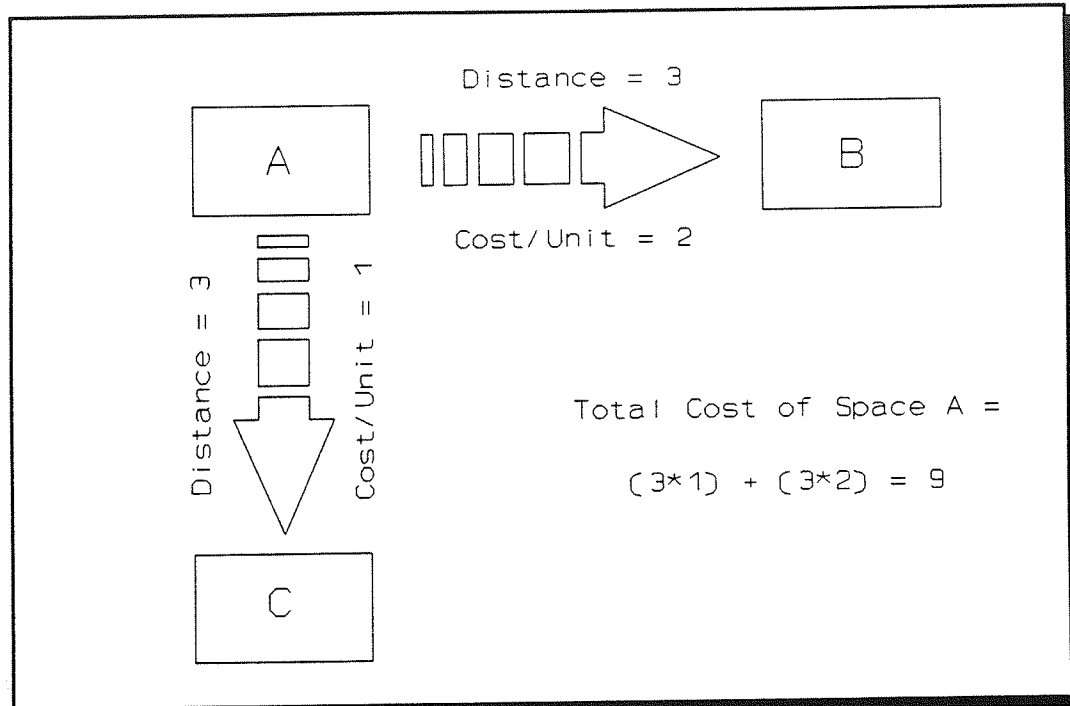 Distance = 3
A
B
Cost/Unit = 2
Distance = 3
Cost/Unit = 1
Total Cost of Space A =
(3*1) + (3*2) = 9
C